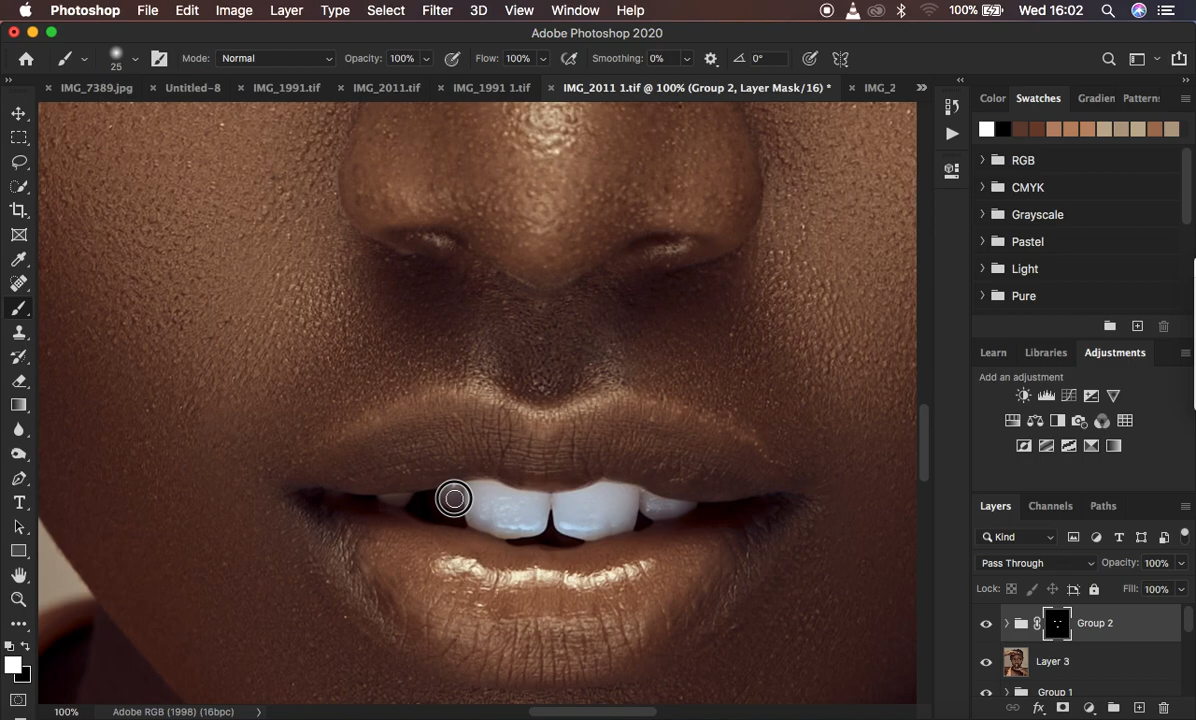 Photoshop File Edit Image Layer Type Select Filter 3D View Window Help 100% Wed 16:02
Adobe Photoshop 2020
25 Mode: Normal Opacity: 100% Flow: 100% Smoothing: 0% 0°
IMG_7389.jpg Untitled-8 IMG_1991.tif IMG_2011.tif IMG_1991 1.tif IMG_2011 1.tif @ 100% (Group 2, Layer Mask/16) * IMG_2
Color Swatches Gradien Pattern:
RGB
CMYK
Grayscale
Pastel
Light
Pure
Learn Libraries Adjustments
Add an adjustment
Layers Channels Paths
Kind
Pass Through Opacity: 100%
Lock: Fill: 100%
Group 2
Layer 3
Group 1
100% Adobe RGB (1998) (16bpc)